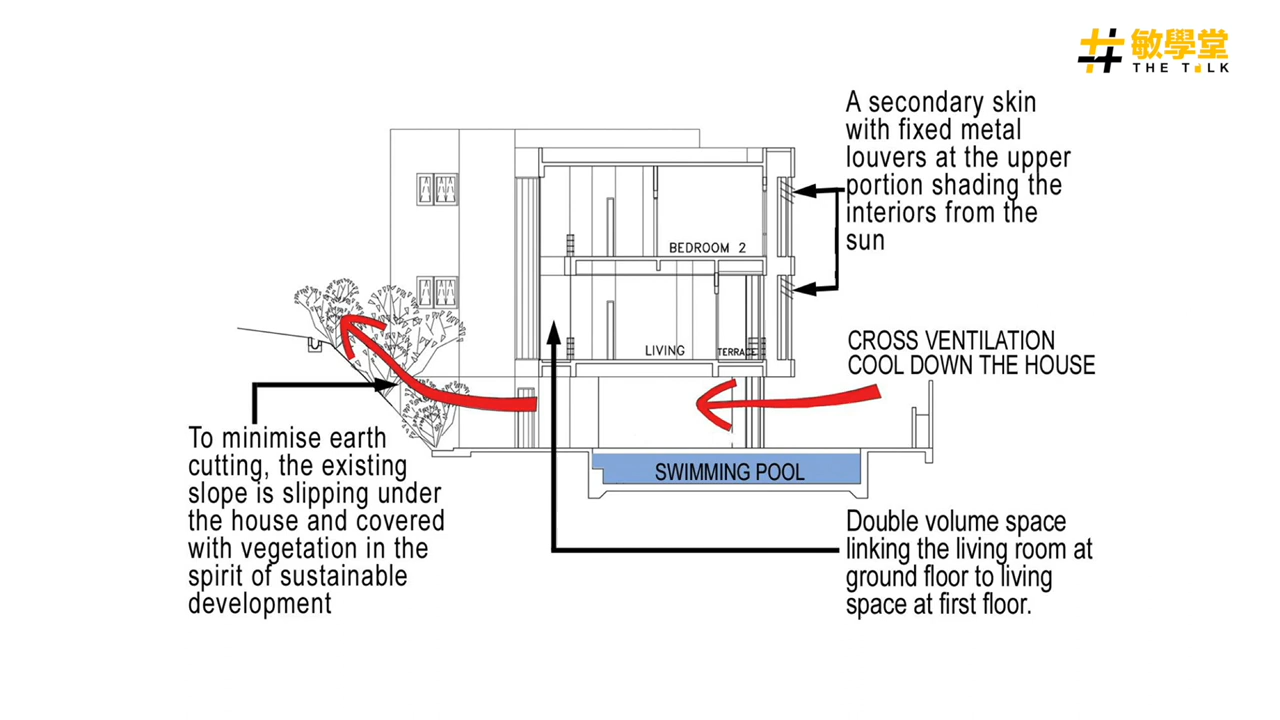 敏學堂
THE TALK
A secondary skin
with fixed metal
louvers at the upper
portion shading the
interiors from the
sun
BEDROOM 2
LIVING
TERRACE
CROSS VENTILATION
COOL DOWN THE HOUSE
To minimise earth
cutting, the existing
slope is slipping under
the house and covered
with vegetation in the
spirit of sustainable
development
SWIMMING POOL
Double volume space
linking the living room at
ground floor to living
space at first floor.